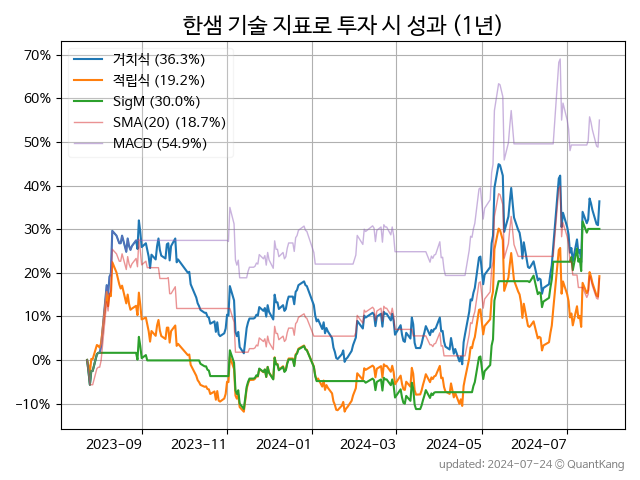 한샘 기술 지표로 투자 시 성과 (1년)
거치식 (36.3%)
적립식 (19.2%)
SigM (30.0%)
SMA(20) (18.7%)
MACD (54.9%)
70%
60%
50%
40%
30%
20%
10%
0%
−10%
2023-09 2023-11 2024-01 2024-03 2024-05 2024-07
updated: 2024-07-24 © QuantKang